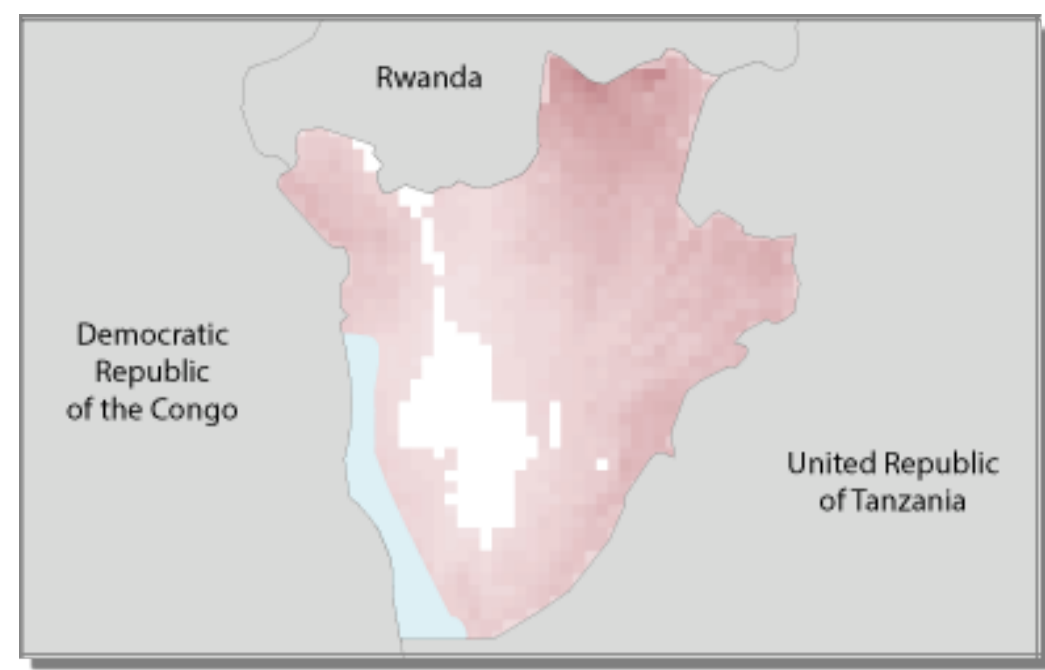 Rwanda
Democratic
Republic
of the Congo
United Republic
of Tanzania